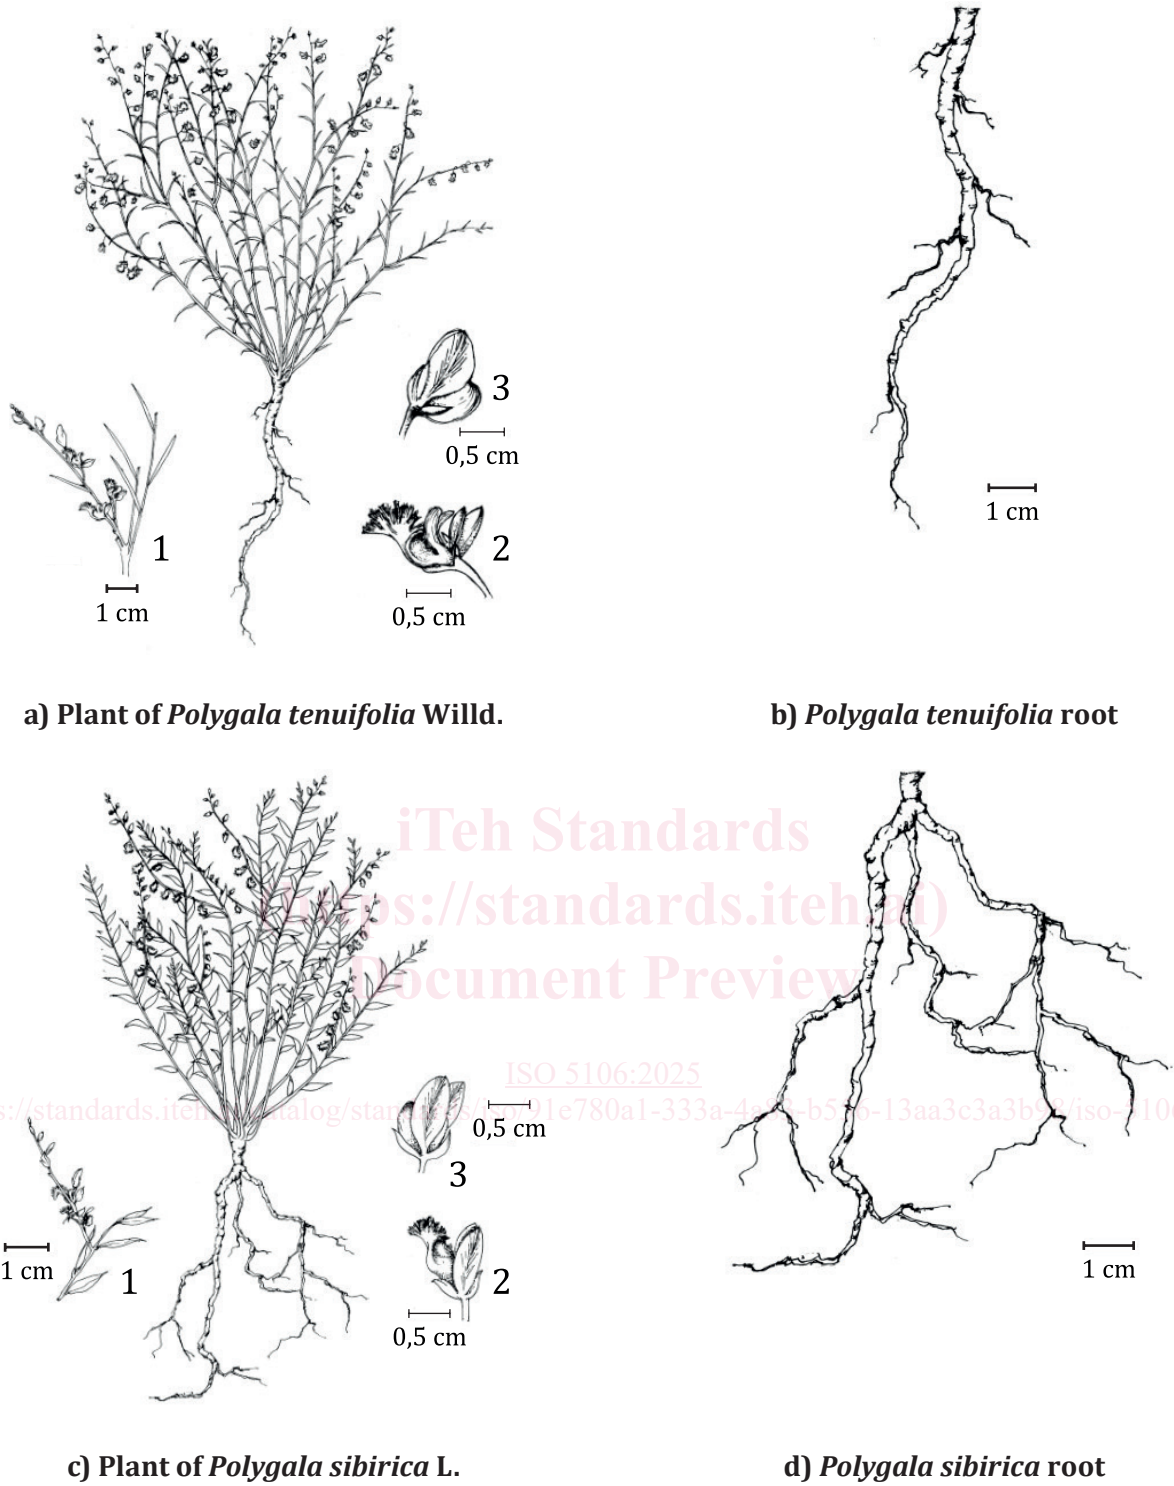 3
0,5 cm
1
1 cm
2
0,5 cm
1 cm
a) Plant of Polygala tenuifolia Willd.
b) Polygala tenuifolia root
iTeh Standards
(https://standards.iteh.ai)
Document Preview
ISO 5106:2025
3
0,5 cm
1 cm
1
2
0,5 cm
1 cm
c) Plant of Polygala sibirica L.
d) Polygala sibirica root